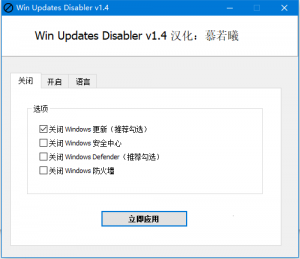 Win Updates Disabler v1.4
Win Updates Disabler v1.4 汉化：慕若曦
关闭 开启 语言
选项
关闭 Windows 更新（推荐勾选）
关闭 Windows 安全中心
关闭 Windows Defender（推荐勾选）
关闭 Windows 防火墙
立即应用